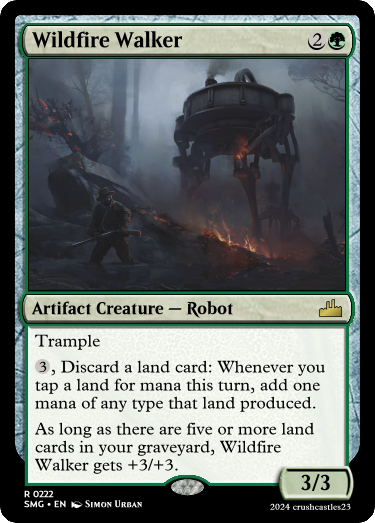 Wildfire Walker 2
Artifact Creature — Robot
Trample
3, Discard a land card: Whenever you
tap a land for mana this turn, add one
mana of any type that land produced.
As long as there are five or more land
cards in your graveyard, Wildfire
Walker gets +3/+3.
3/3
R 0222
SMG • EN SIMON URBAN
2024 crushcastles23